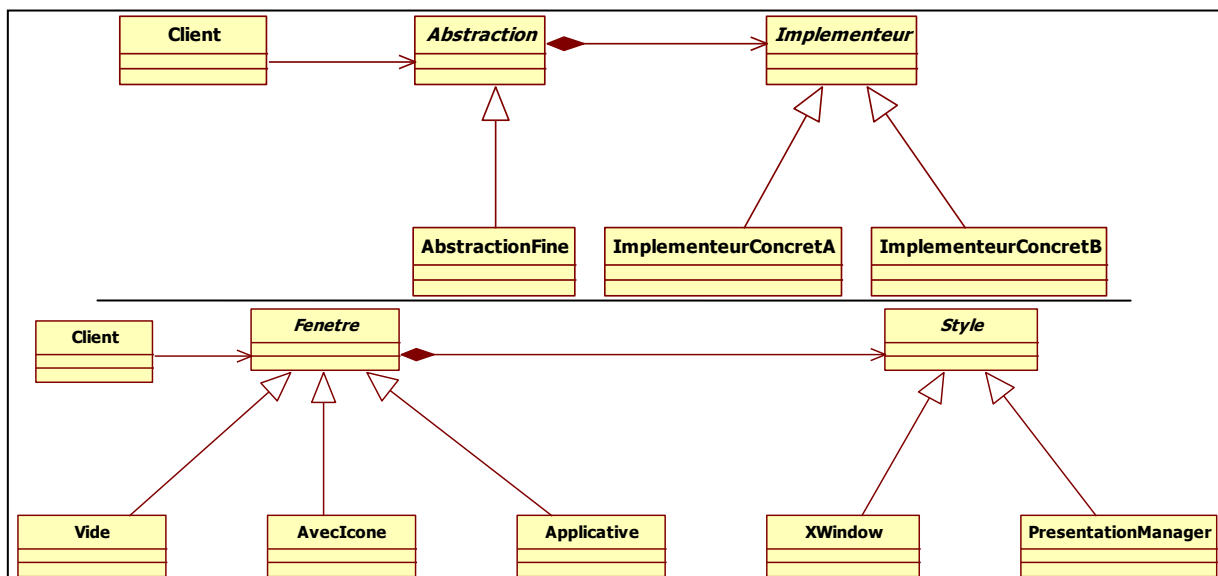 Client
Abstraction
Implementeur
AbstractionFine
ImplementeurConcretA
ImplementeurConcretB
Client
Fenetre
Style
Vide
AvecIcone
Applicative
XWindow
PresentationManager